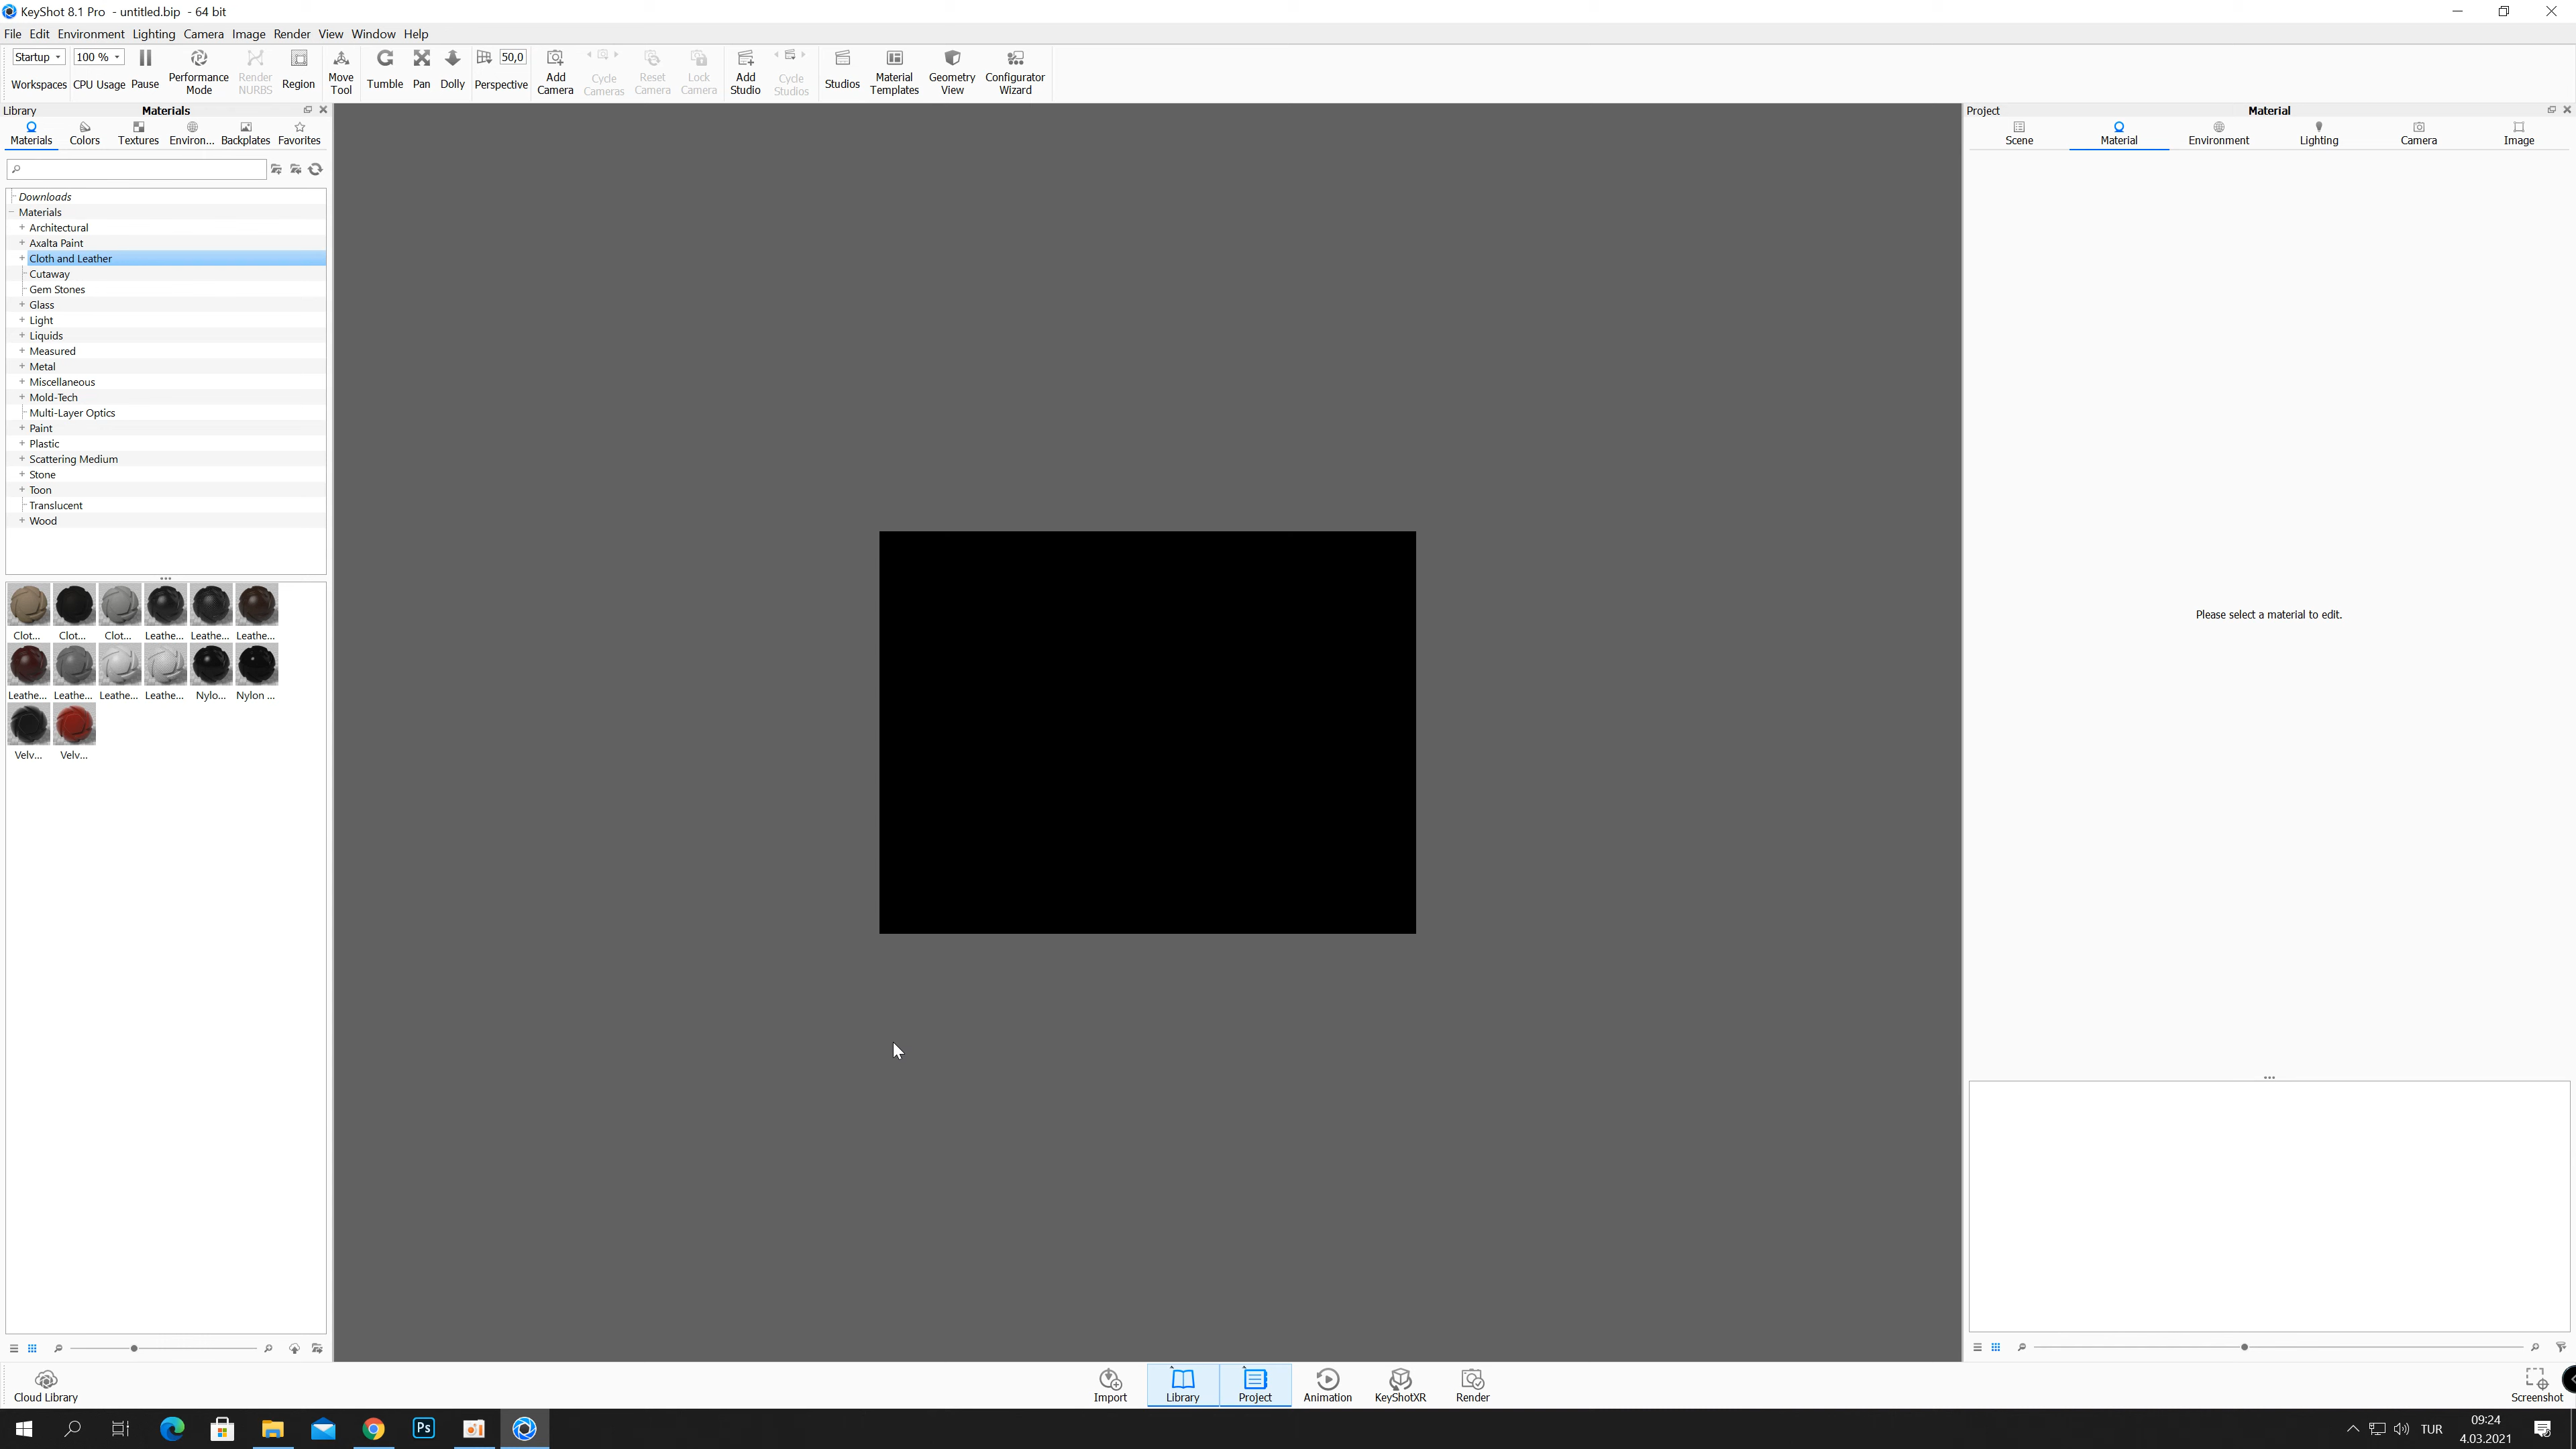 KeyShot 8.1 Pro - untitled.bip - 64 bit
File Edit Environment Lighting Camera Image Render View Window Help
Startup 100 % 50,0
Workspaces CPU Usage Pause Performance Mode Render NURBS Region Move Tool Tumble Pan Dolly Perspective Add Camera Cycle Cameras Reset Camera Lock Camera Add Studio Cycle Studios Studios Material Templates Geometry View Configurator Wizard
Library Materials
Materials Colors Textures Environ... Backplates Favorites
Downloads
Materials
Architectural
Axalta Paint
Cloth and Leather
Cutaway
Gem Stones
Glass
Light
Liquids
Measured
Metal
Miscellaneous
Mold-Tech
Multi-Layer Optics
Paint
Plastic
Scattering Medium
Stone
Toon
Translucent
Wood
Clot... Clot... Clot... Leathe... Leathe... Leathe...
Leathe... Leathe... Leathe... Leathe... Nylo... Nylon ...
Velv... Velv...
Project Material
Scene Material Environment Lighting Camera Image
Please select a material to edit.
Cloud Library Import Library Project Animation KeyShotXR Render Screenshot
Ps TUR 09:24
4.03.2021